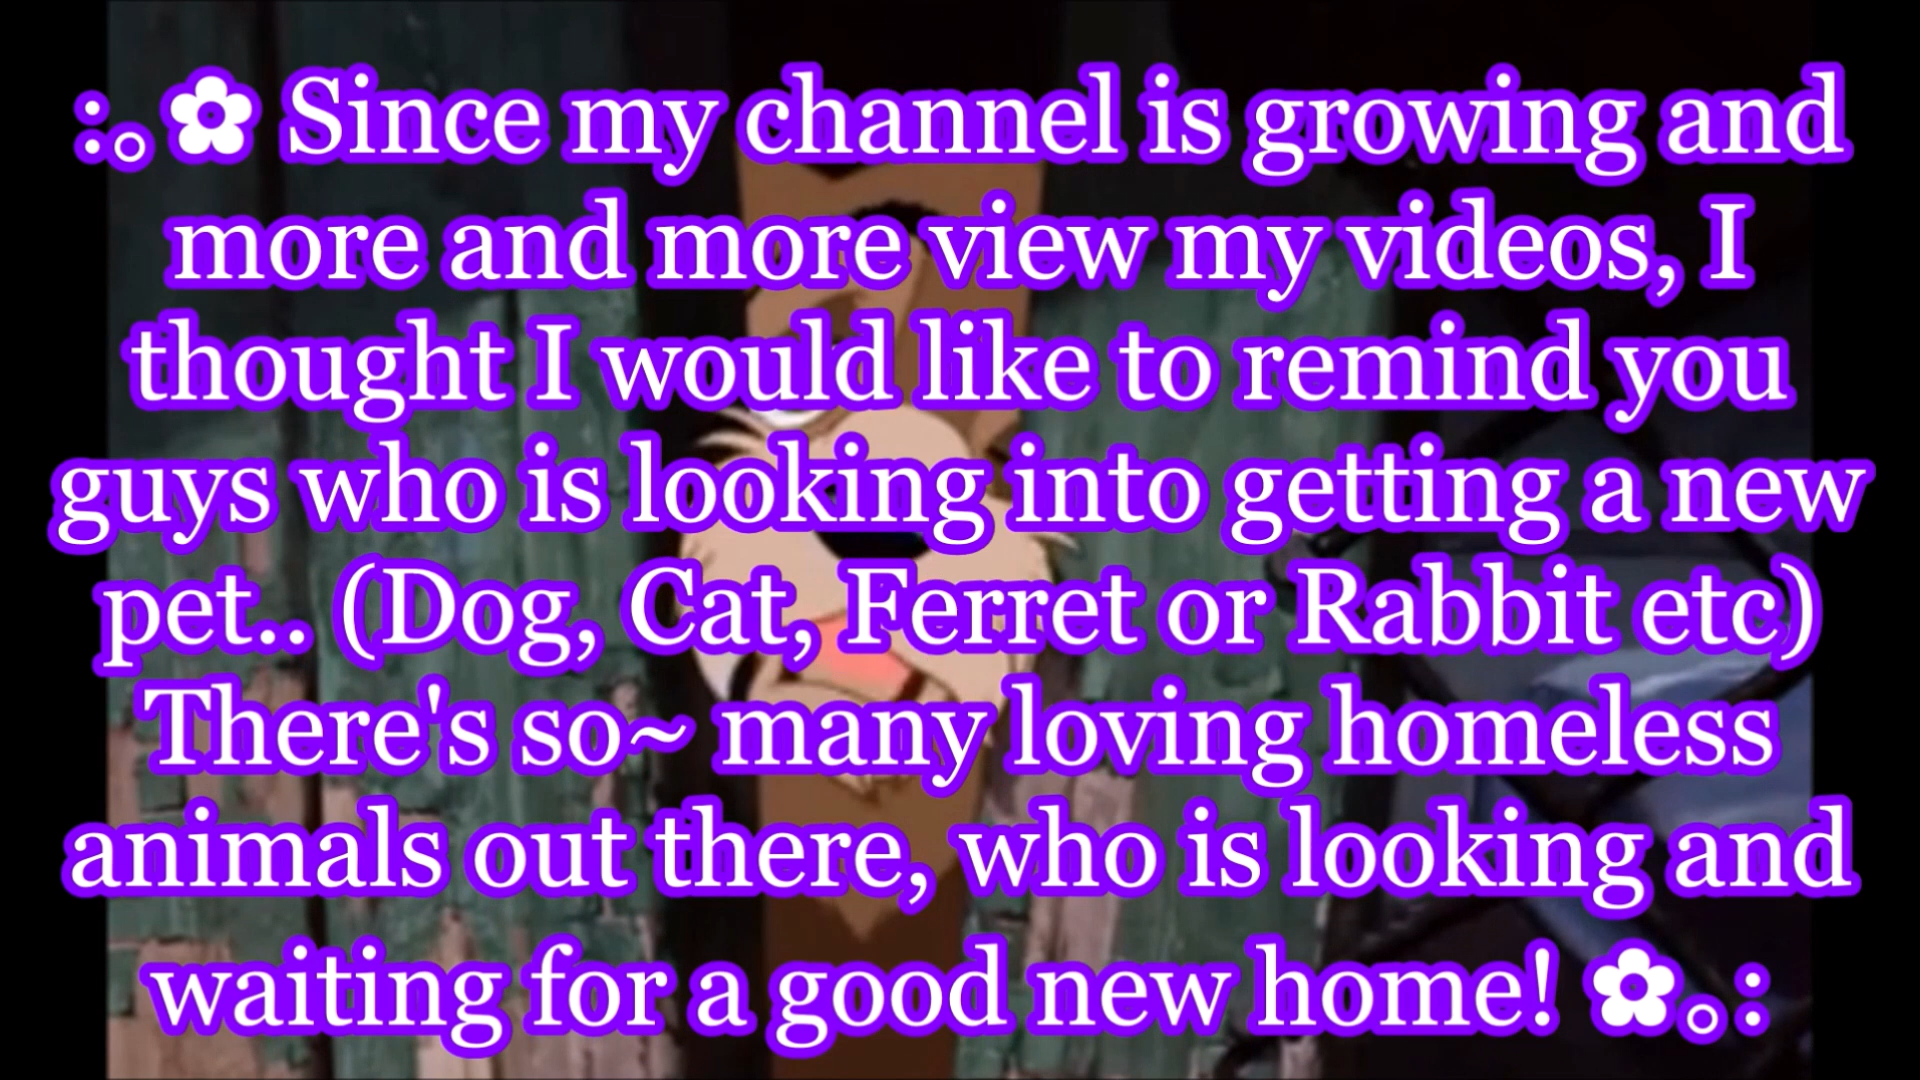 :｡✿ Since my channel is growing and
more and more view my videos, I
thought I would like to remind you
guys who is looking into getting a new
pet.. (Dog, Cat, Ferret or Rabbit etc)
There's so~ many loving homeless
animals out there, who is looking and
waiting for a good new home! ✿｡: